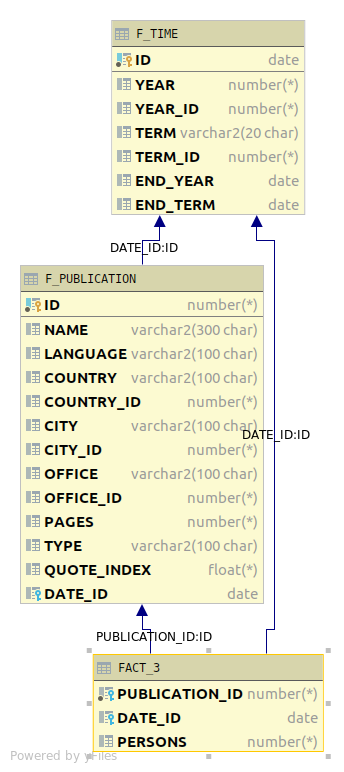 F_TIME
ID date
YEAR number(*)
YEAR_ID number(*)
TERM varchar2(20 char)
TERM_ID number(*)
END_YEAR date
END_TERM date
DATE_ID:ID
F_PUBLICATION
ID number(*)
NAME varchar2(300 char)
LANGUAGE varchar2(100 char)
COUNTRY varchar2(100 char)
COUNTRY_ID number(*)
CITY varchar2(100 char)
DATE_ID:ID
CITY_ID number(*)
OFFICE varchar2(100 char)
OFFICE_ID number(*)
PAGES number(*)
TYPE varchar2(100 char)
QUOTE_INDEX float(*)
DATE_ID date
PUBLICATION_ID:ID
FACT_3
PUBLICATION_ID number(*)
DATE_ID date
PERSONS number(*)
Powered by yFiles